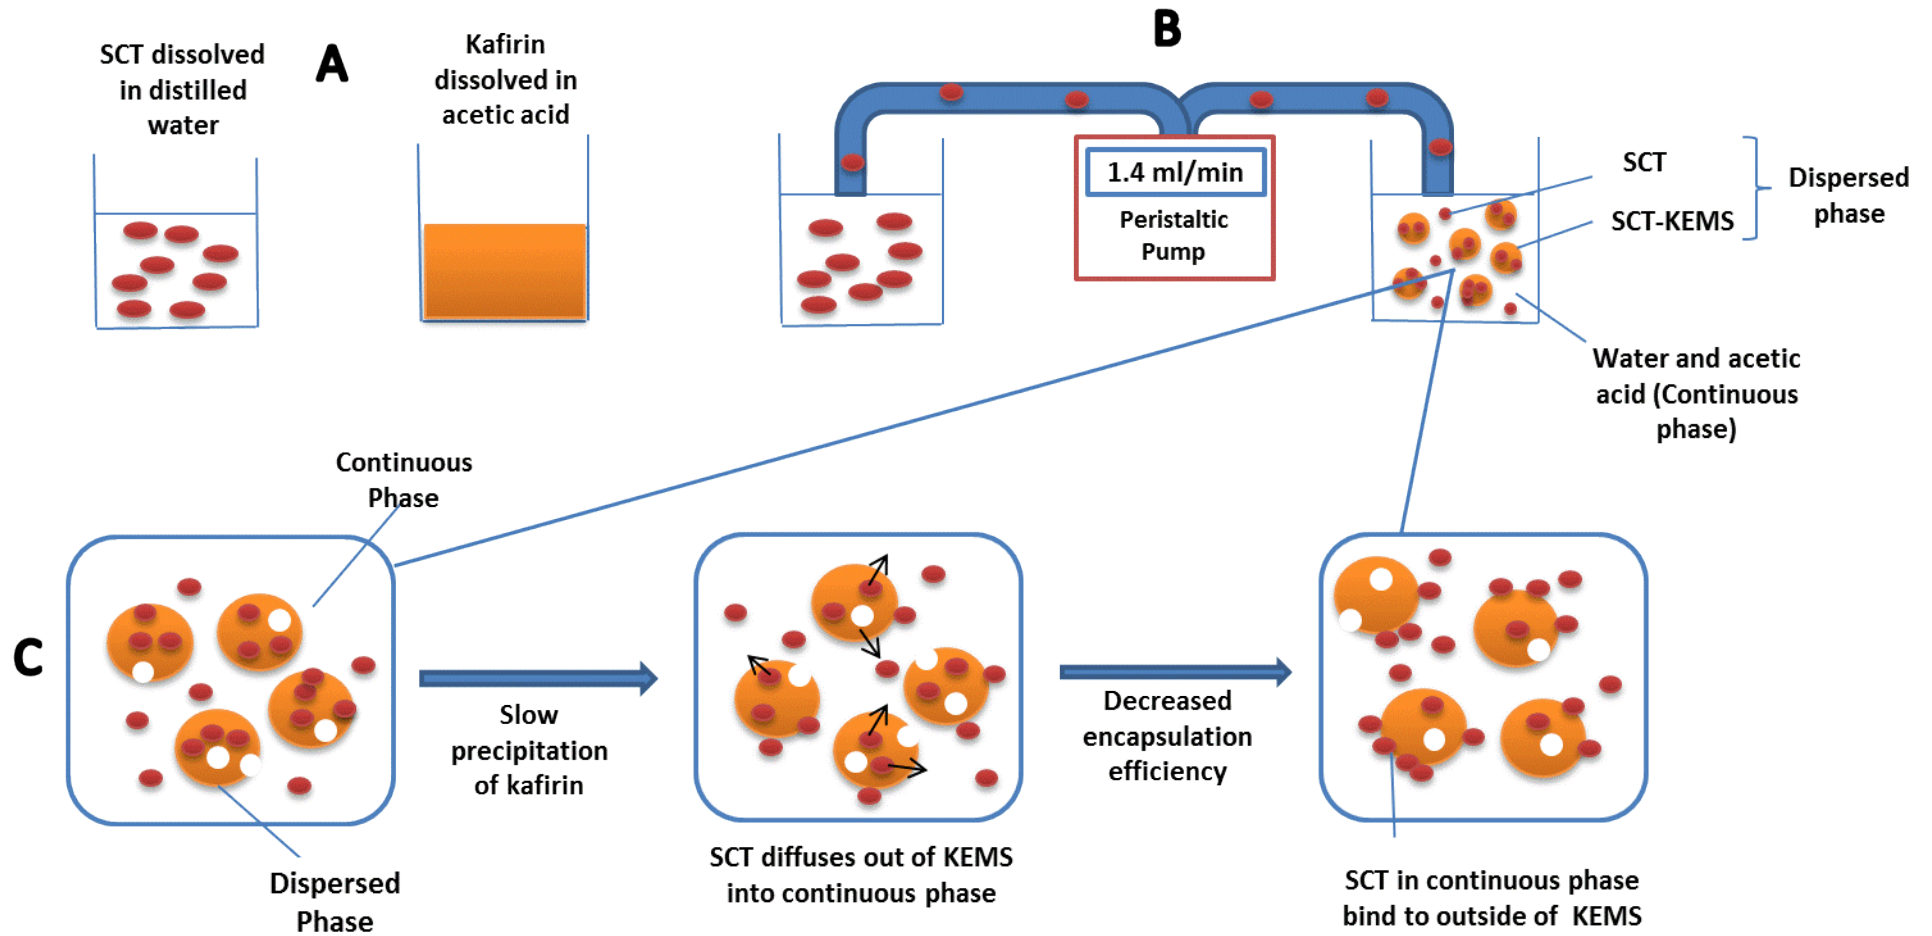 SCT dissolved
in distilled
water
A
Kafirin
dissolved in
acetic acid
B
1.4 ml/min
Peristaltic
Pump
SCT
SCT-KEMS
Dispersed
phase
Water and acetic
acid (Continuous
phase)
C
Continuous
Phase
Dispersed
Phase
Slow
precipitation
of kafirin
SCT diffuses out of KEMS
into continuous phase
Decreased
encapsulation
efficiency
SCT in continuous phase
bind to outside of KEMS